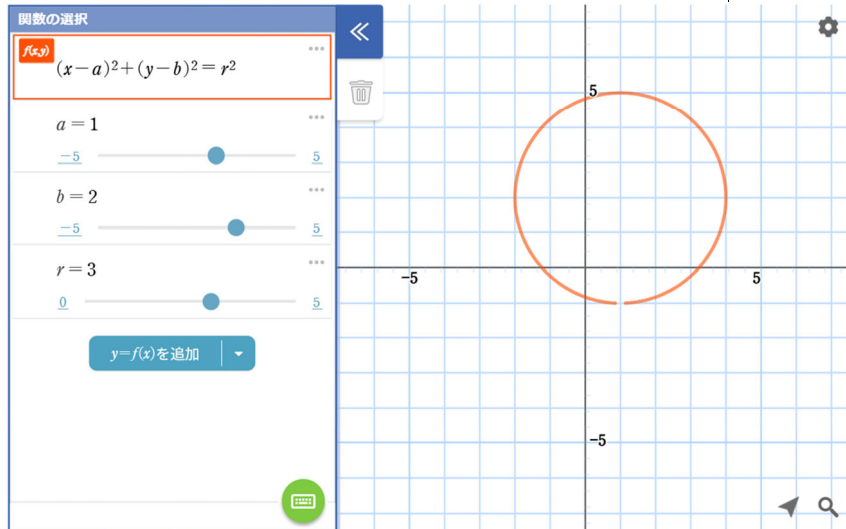 関数の選択
f(x,y)
(x−a)²+(y−b)²=r²
a=1
−5 5
b=2
−5 5
r=3
0 5
y=f(x)を追加
5
−5 5
−5